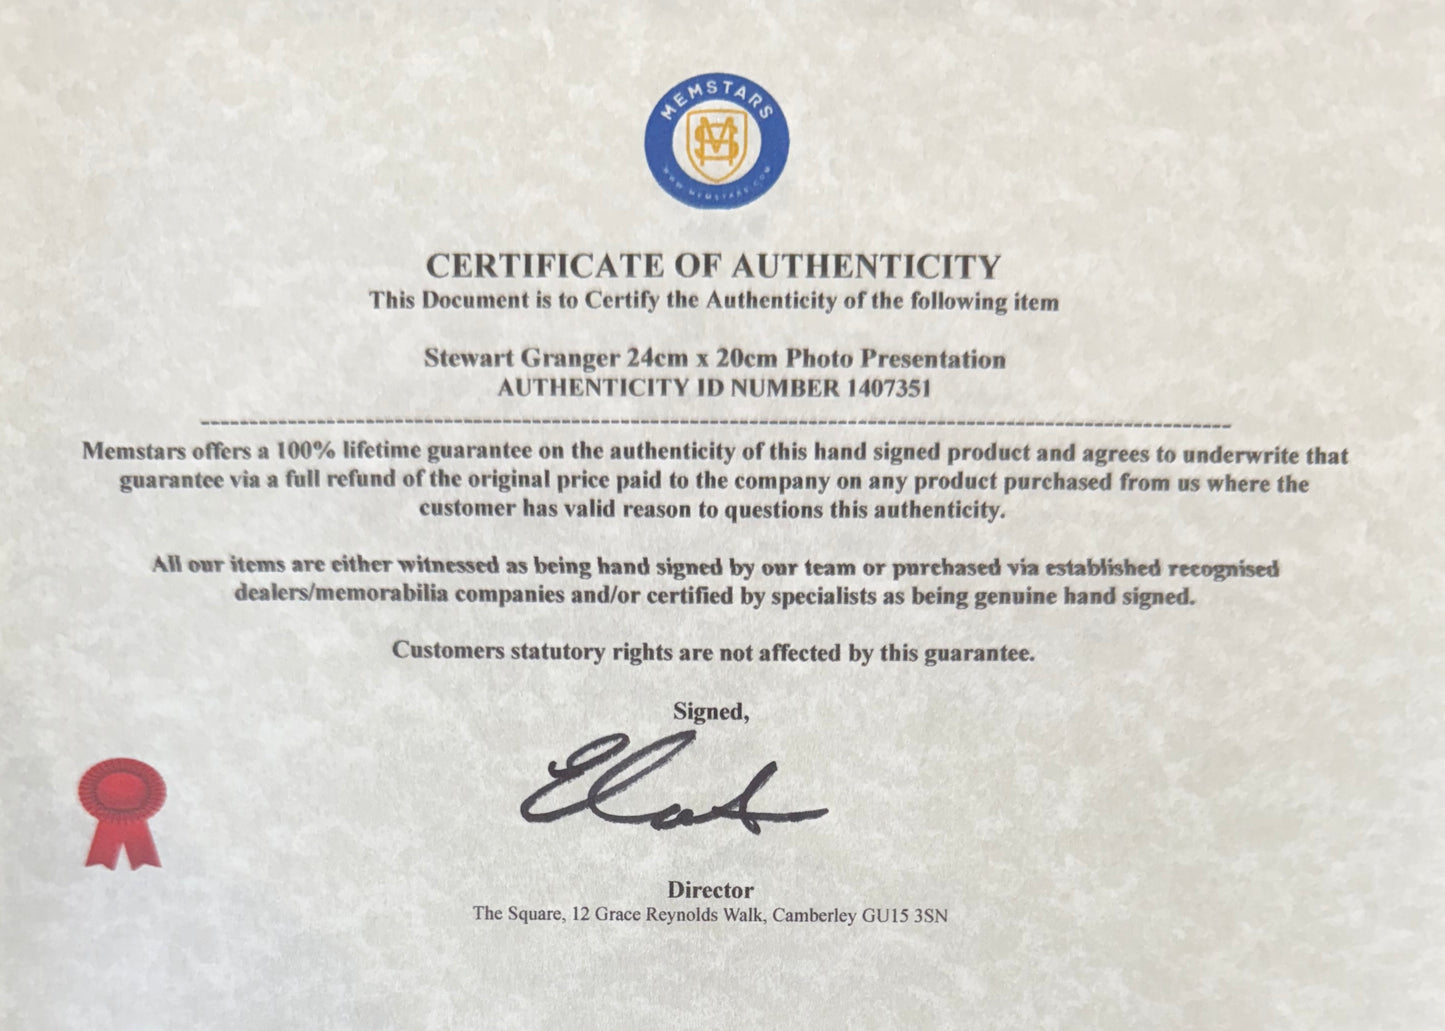 MEMSTARS
MS
WWW.MEMSTARS.COM
CERTIFICATE OF AUTHENTICITY
This Document is to Certify the Authenticity of the following item
Stewart Granger 24cm x 20cm Photo Presentation
AUTHENTICITY ID NUMBER 1407351
Memstars offers a 100% lifetime guarantee on the authenticity of this hand signed product and agrees to underwrite that
guarantee via a full refund of the original price paid to the company on any product purchased from us where the
customer has valid reason to questions this authenticity.
All our items are either witnessed as being hand signed by our team or purchased via established recognised
dealers/memorabilia companies and/or certified by specialists as being genuine hand signed.
Customers statutory rights are not affected by this guarantee.
Signed,
Director
The Square, 12 Grace Reynolds Walk, Camberley GU15 3SN